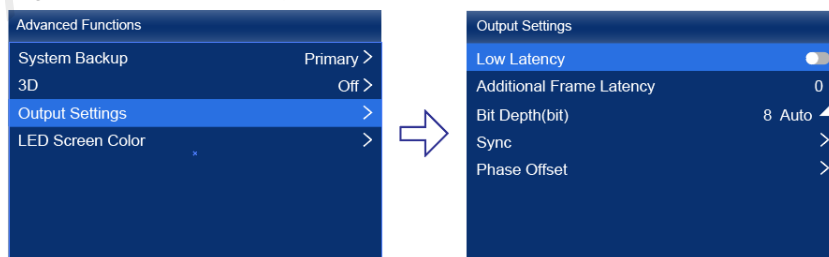 Advanced Functions
System Backup Primary >
3D Off >
Output Settings >
LED Screen Color >
Output Settings
Low Latency
Additional Frame Latency 0
Bit Depth(bit) 8 Auto
Sync >
Phase Offset >